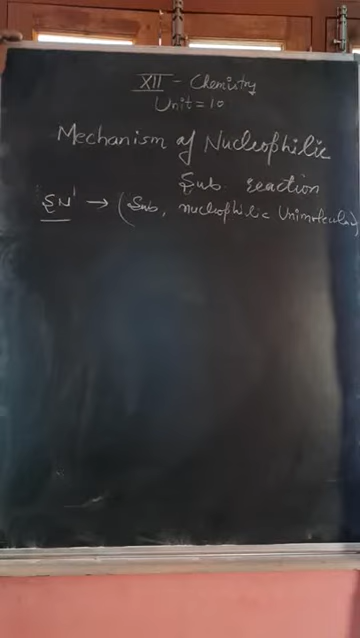 XII - Chemistry
Unit = 10
Mechanism of Nucleophilic
Sub. reaction
SN¹ → (Sub, nucleophilic Unimolecular)